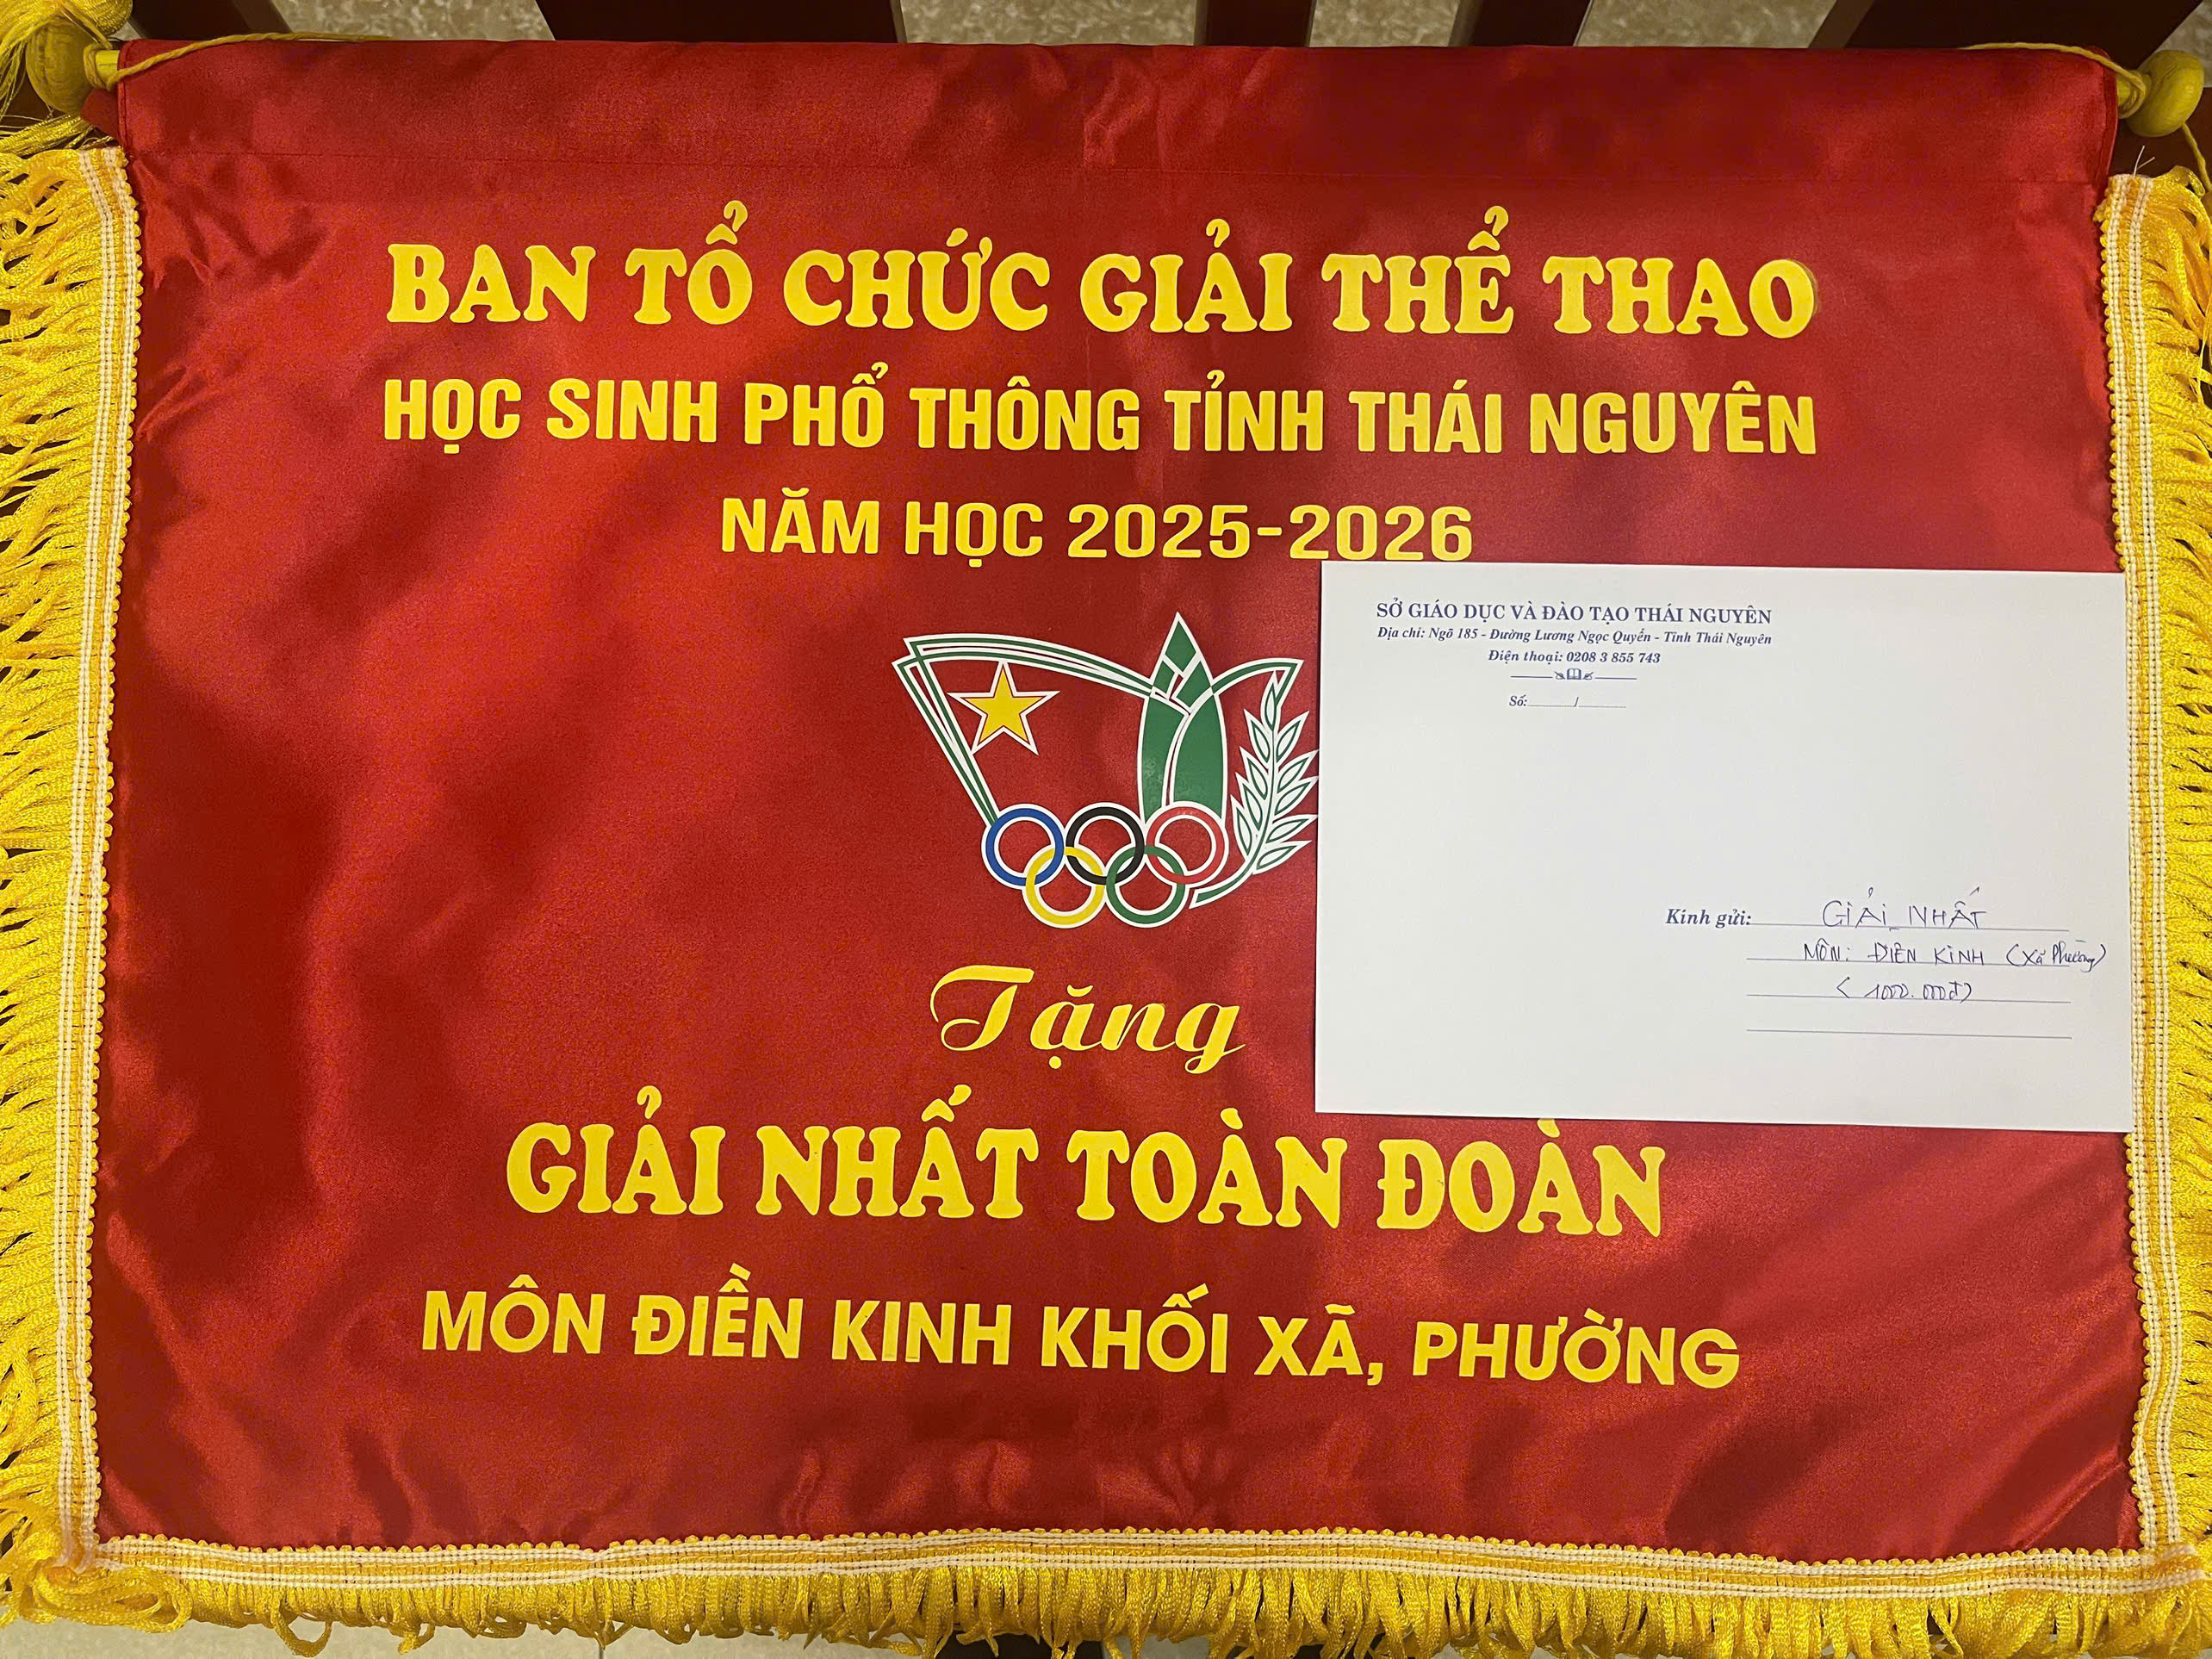 BAN TỔ CHỨC GIẢI THỂ THAO
HỌC SINH PHỔ THÔNG TỈNH THÁI NGUYÊN
NĂM HỌC 2025-2026
SỞ GIÁO DỤC VÀ ĐÀO TẠO THÁI NGUYÊN
Địa chỉ: Ngõ 185 - Đường Lương Ngọc Quyến - Tỉnh Thái Nguyên
Điện thoại: 0208 3 855 743
Số: /
Kính gửi: GIẢI NHẤT
MÔN: ĐIỀN KINH (Xã Phường)
( 1000.000đ)
Tặng
GIẢI NHẤT TOÀN ĐOÀN
MÔN ĐIỀN KINH KHỐI XÃ, PHƯỜNG